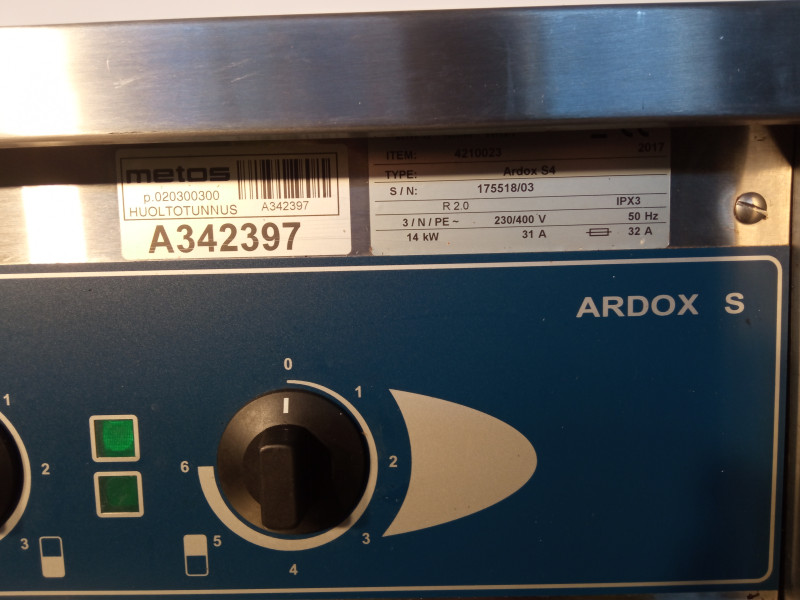 metos
p.020300300
HUOLTOTUNNUS A342397
A342397
2017
ITEM: 4210023
TYPE: Ardox S4
S / N: 175518/03
R 2.0 IPX3
3 / N / PE ~ 230/400 V 50 Hz
14 kW 31 A 32 A
ARDOX S
1
2
3
0
1
2
3
4
5
6